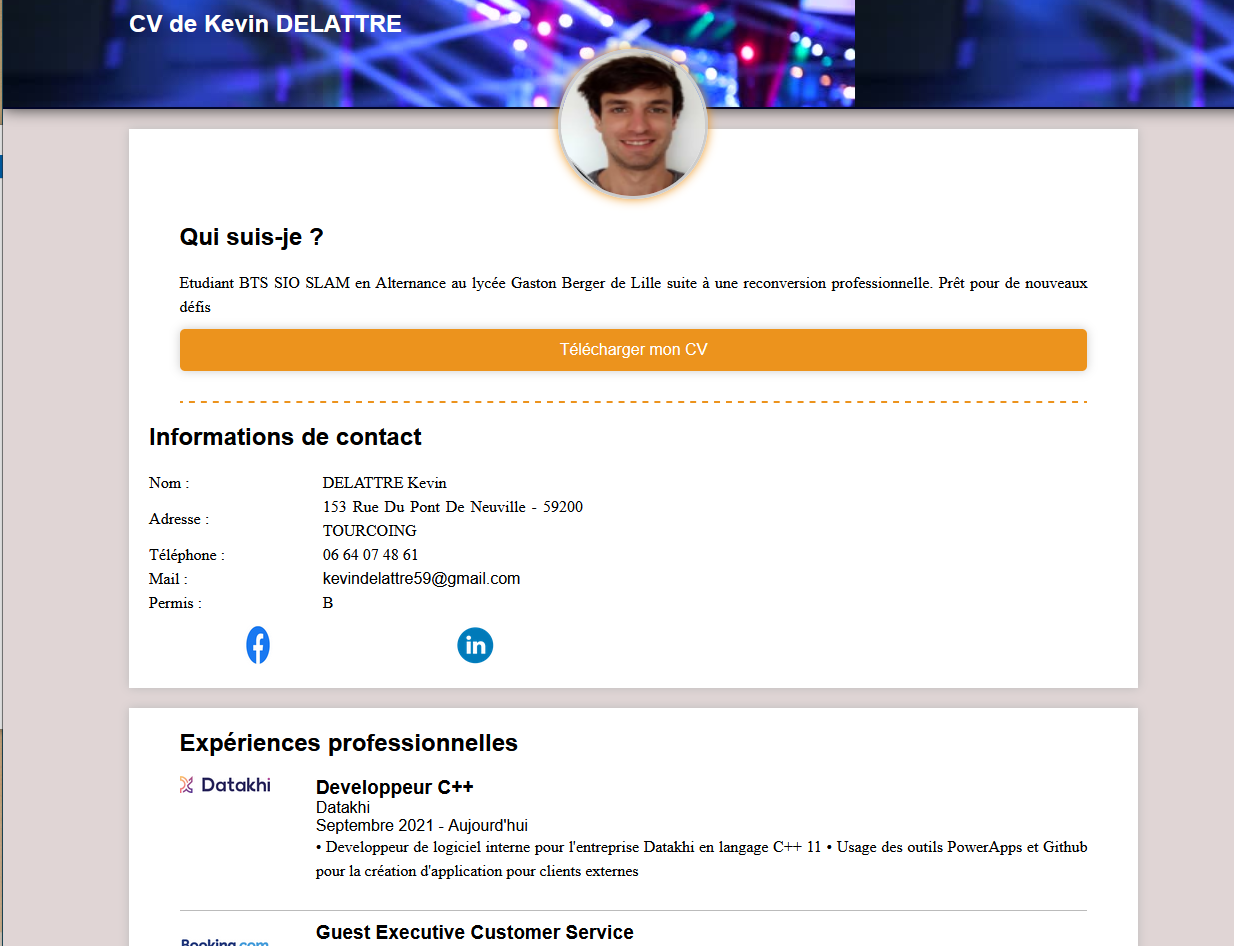 CV de Kevin DELATTRE
Qui suis-je ?
Etudiant BTS SIO SLAM en Alternance au lycée Gaston Berger de Lille suite à une reconversion professionnelle. Prêt pour de nouveaux
défis
Télécharger mon CV
Informations de contact
Nom : DELATTRE Kevin
Adresse : 153 Rue Du Pont De Neuville - 59200
TOURCOING
Téléphone : 06 64 07 48 61
Mail : kevindelattre59@gmail.com
Permis : B
in
Expériences professionnelles
Datakhi
Developpeur C++
Datakhi
Septembre 2021 - Aujourd'hui
• Developpeur de logiciel interne pour l'entreprise Datakhi en langage C++ 11 • Usage des outils PowerApps et Github
pour la création d'application pour clients externes
Guest Executive Customer Service
Booking.com